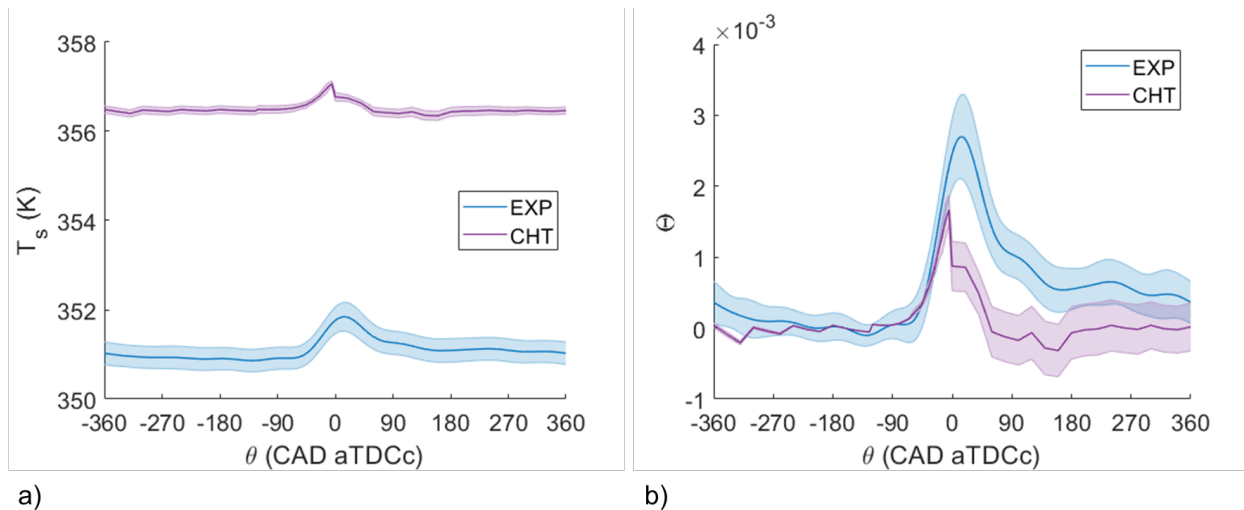 358
356
354
352
350
T_s (K)
EXP
CHT
-360 -270 -180 -90 0 90 180 270 360
θ (CAD aTDCc)
a)
×10^-3
4
3
2
1
0
-1
Θ
EXP
CHT
-360 -270 -180 -90 0 90 180 270 360
θ (CAD aTDCc)
b)